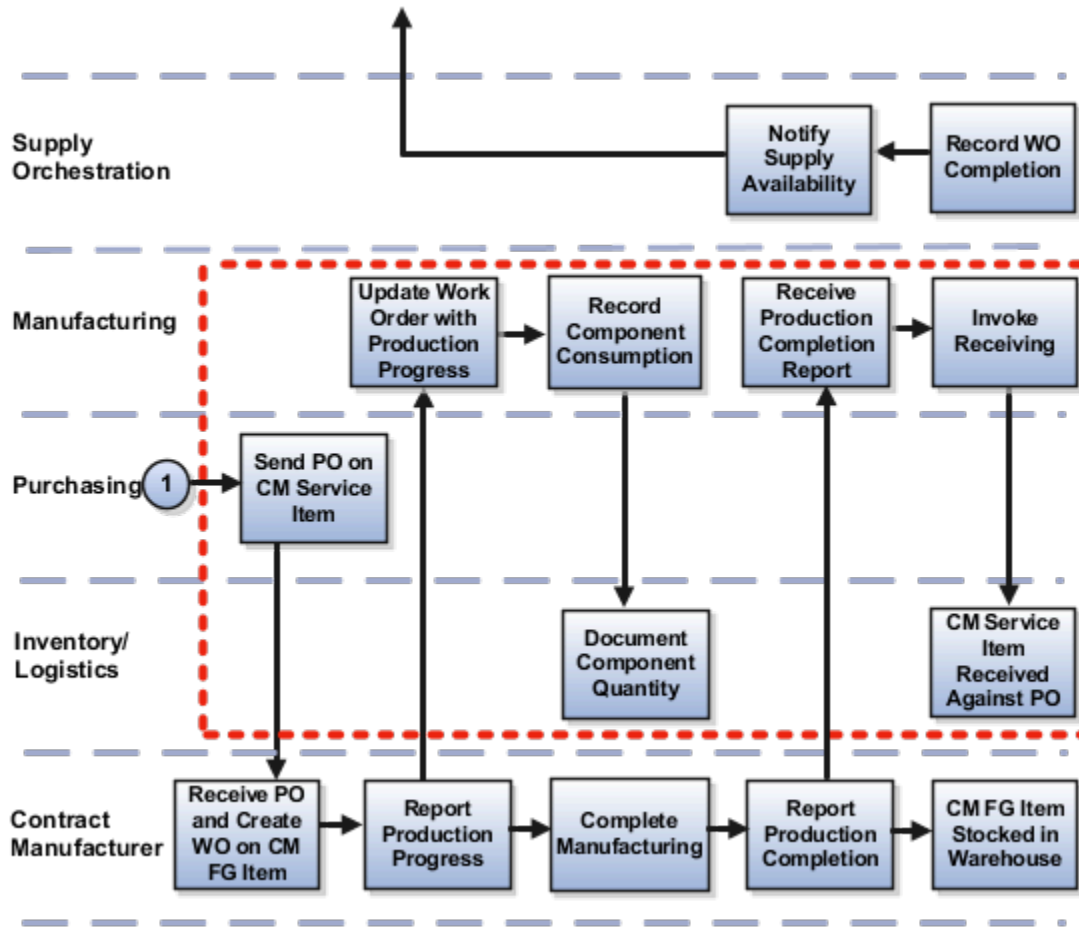 Supply
Orchestration
Notify
Supply
Availability
Record WO
Completion
Manufacturing
Update Work
Order with
Production
Progress
Record
Component
Consumption
Receive
Production
Completion
Report
Invoke
Receiving
Purchasing
1
Send PO on
CM Service
Item
Inventory/
Logistics
Document
Component
Quantity
CM Service
Item
Received
Against PO
Contract
Manufacturer
Receive PO
and Create
WO on CM
FG Item
Report
Production
Progress
Complete
Manufacturing
Report
Production
Completion
CM FG Item
Stocked in
Warehouse